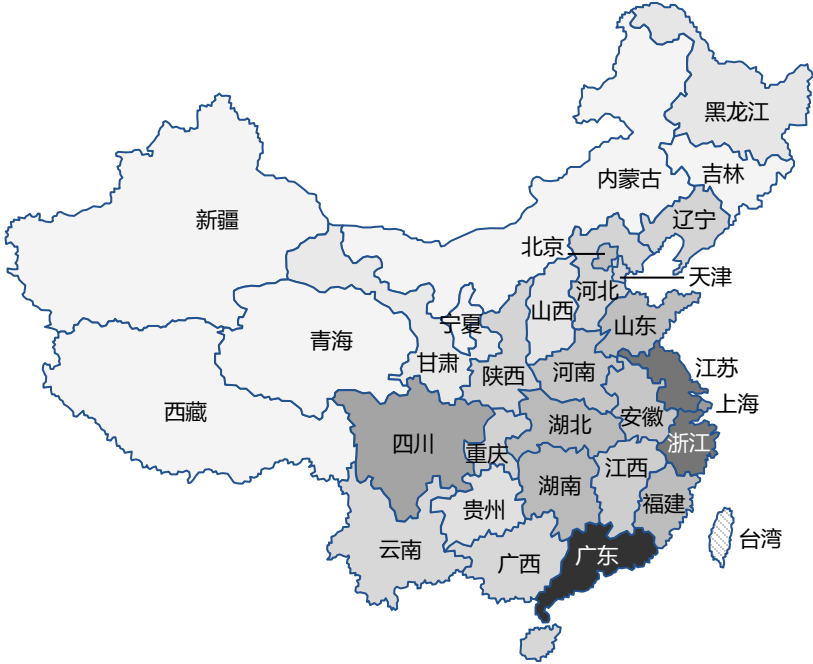 黑龙江
内蒙古
吉林
新疆
辽宁
北京
天津
河北
宁夏
山西
山东
青海
甘肃
陕西
河南
江苏
上海
西藏
湖北
安徽
四川
重庆
浙江
江西
湖南
贵州
福建
云南
广西
广东
台湾